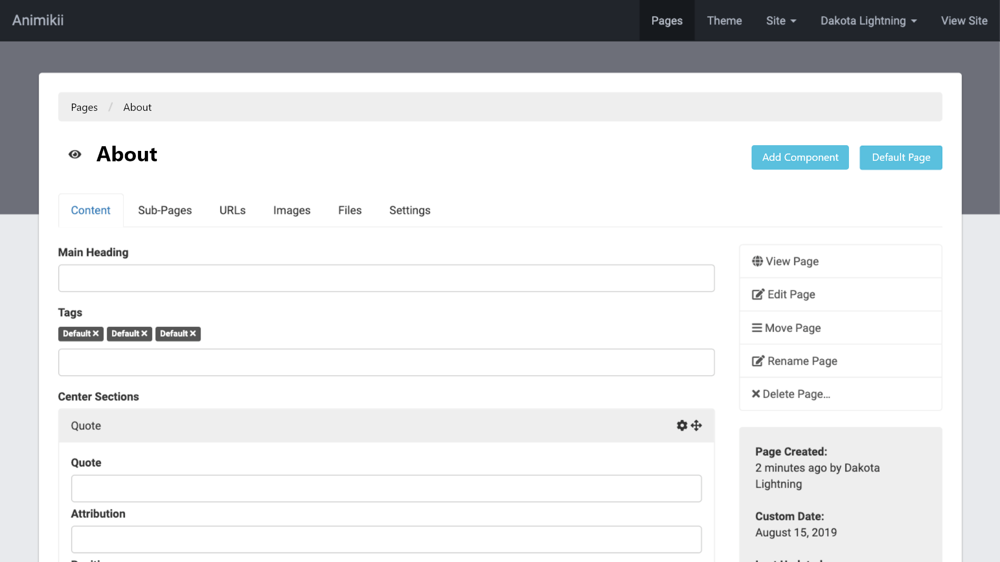 Animikii
Pages
Theme
Site
Dakota Lightning
View Site
Pages / About
About
Add Component
Default Page
Content
Sub-Pages
URLs
Images
Files
Settings
Main Heading
Tags
Default
Default
Default
Center Sections
Quote
Quote
Attribution
View Page
Edit Page
Move Page
Rename Page
Delete Page...
Page Created:
2 minutes ago by Dakota
Lightning
Custom Date:
August 15, 2019